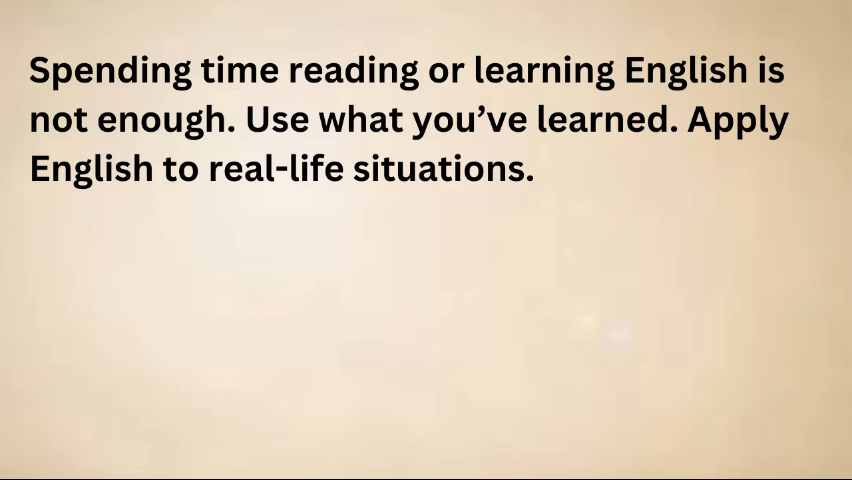 Spending time reading or learning English is
not enough. Use what you’ve learned. Apply
English to real-life situations.